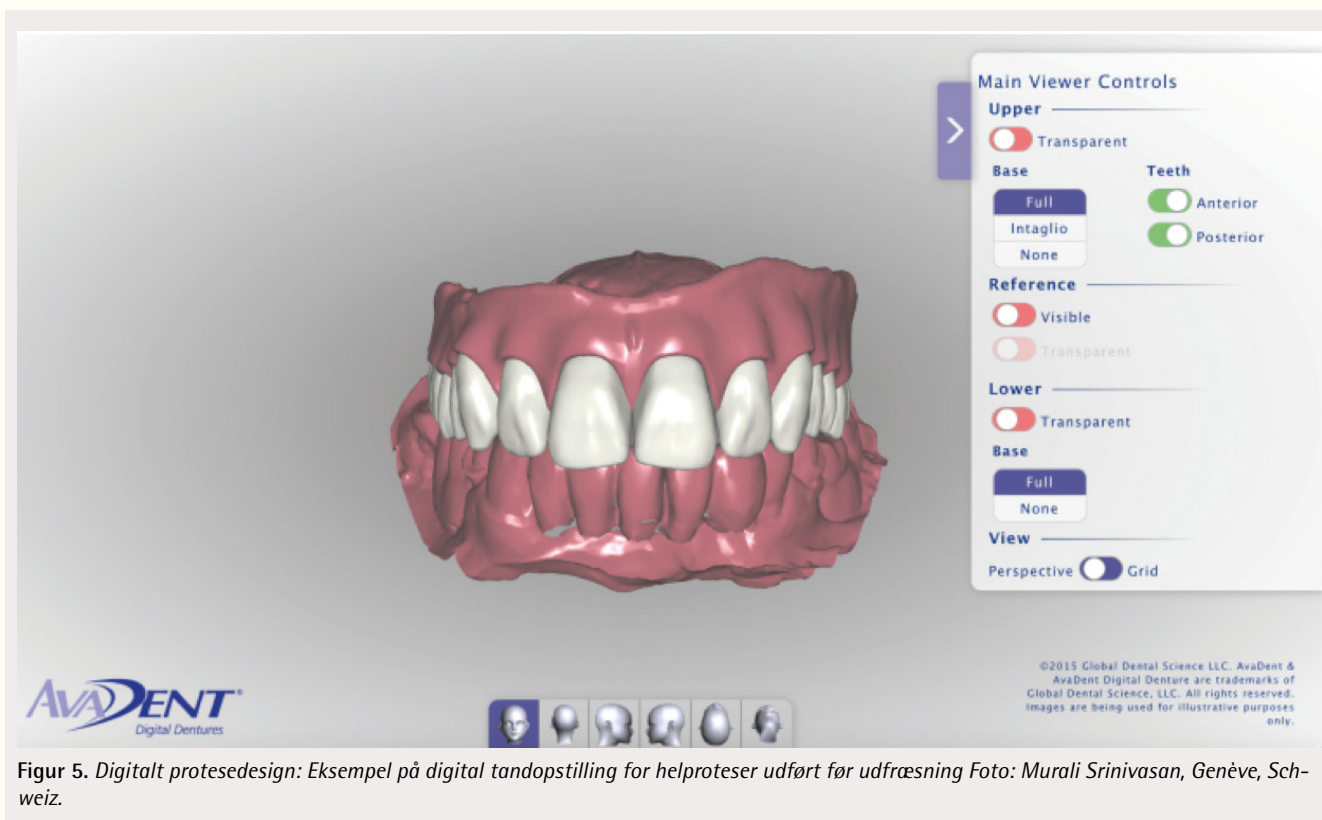 Main Viewer Controls
Upper
Transparent
Base Teeth
Full Anterior
Intaglio Posterior
None
Reference
Visible
Transparent
Lower
Transparent
Base
Full
None
View
Perspective Grid
©2015 Global Dental Science LLC. AvaDent &
AvaDent Digital Denture are trademarks of
Global Dental Science, LLC. All rights reserved.
Images are being used for illustrative purposes
only.
AVADENT®
Digital Dentures
Figur 5. Digitalt protesedesign: Eksempel på digital tandopstilling for helproteser udført før udfræsning Foto: Murali Srinivasan, Genève, Sch-
weiz.